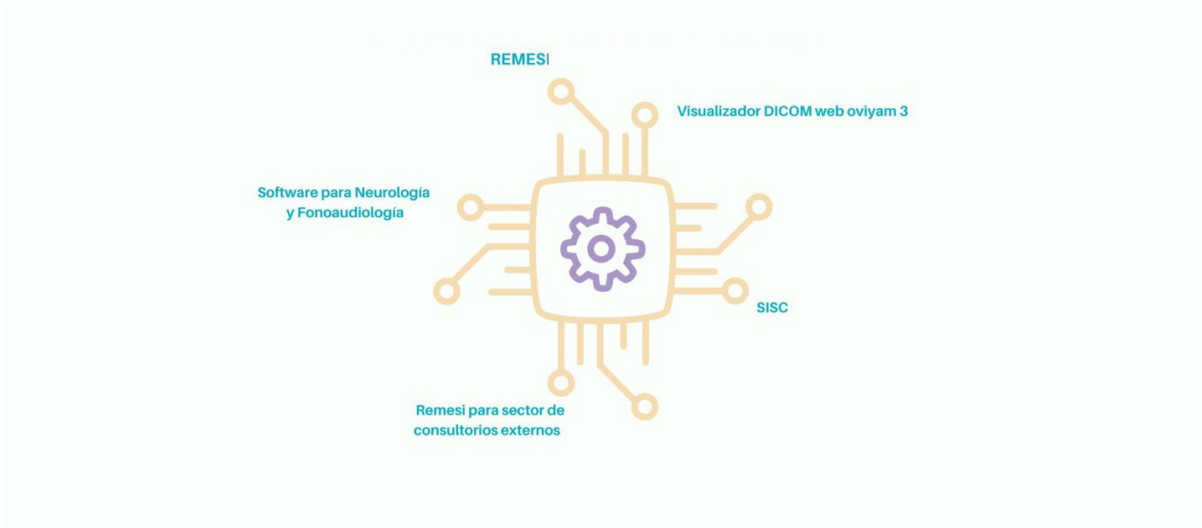 REMESI
Visualizador DICOM web oviyam 3
Software para Neurología
y Fonoaudiología
SISC
Remesi para sector de
consultorios externos